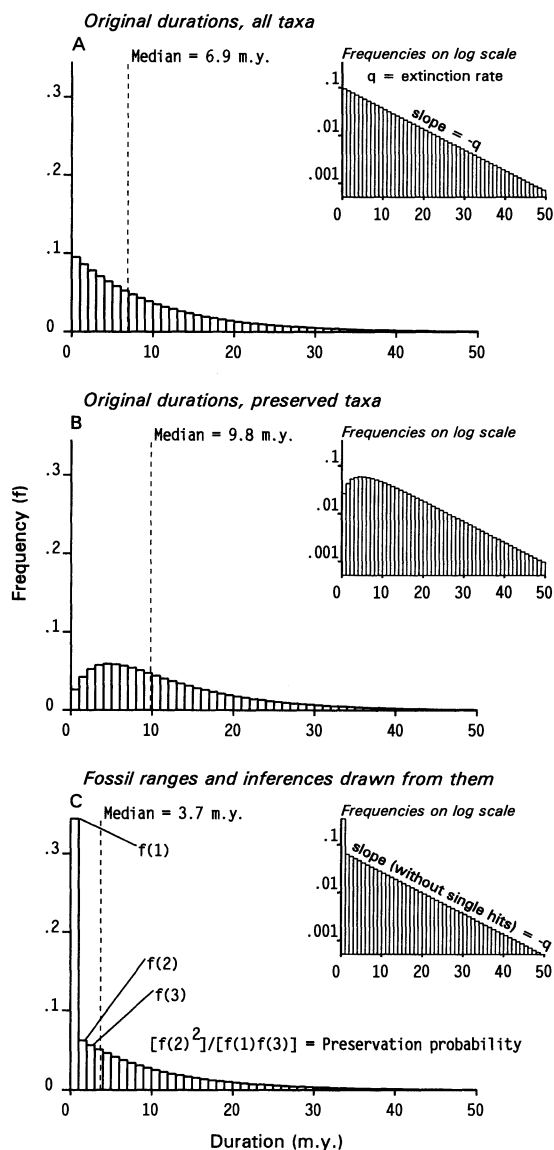 Original durations, all taxa
A
Median = 6.9 m.y.
Frequencies on log scale
q = extinction rate
slope = -q
.1
.01
.001
0 10 20 30 40 50
.3
.2
.1
0
0 10 20 30 40 50
Original durations, preserved taxa
B
Median = 9.8 m.y.
Frequencies on log scale
.1
.01
.001
0 10 20 30 40 50
Frequency (f)
.3
.2
.1
0
0 10 20 30 40 50
Fossil ranges and inferences drawn from them
C
Median = 3.7 m.y.
f(1)
Frequencies on log scale
slope (without single hits) = -q
.1
.01
.001
0 10 20 30 40 50
.3
.2
.1
0
f(2)
f(3)
[f(2)²]/[f(1)f(3)] = Preservation probability
0 10 20 30 40 50
Duration (m.y.)